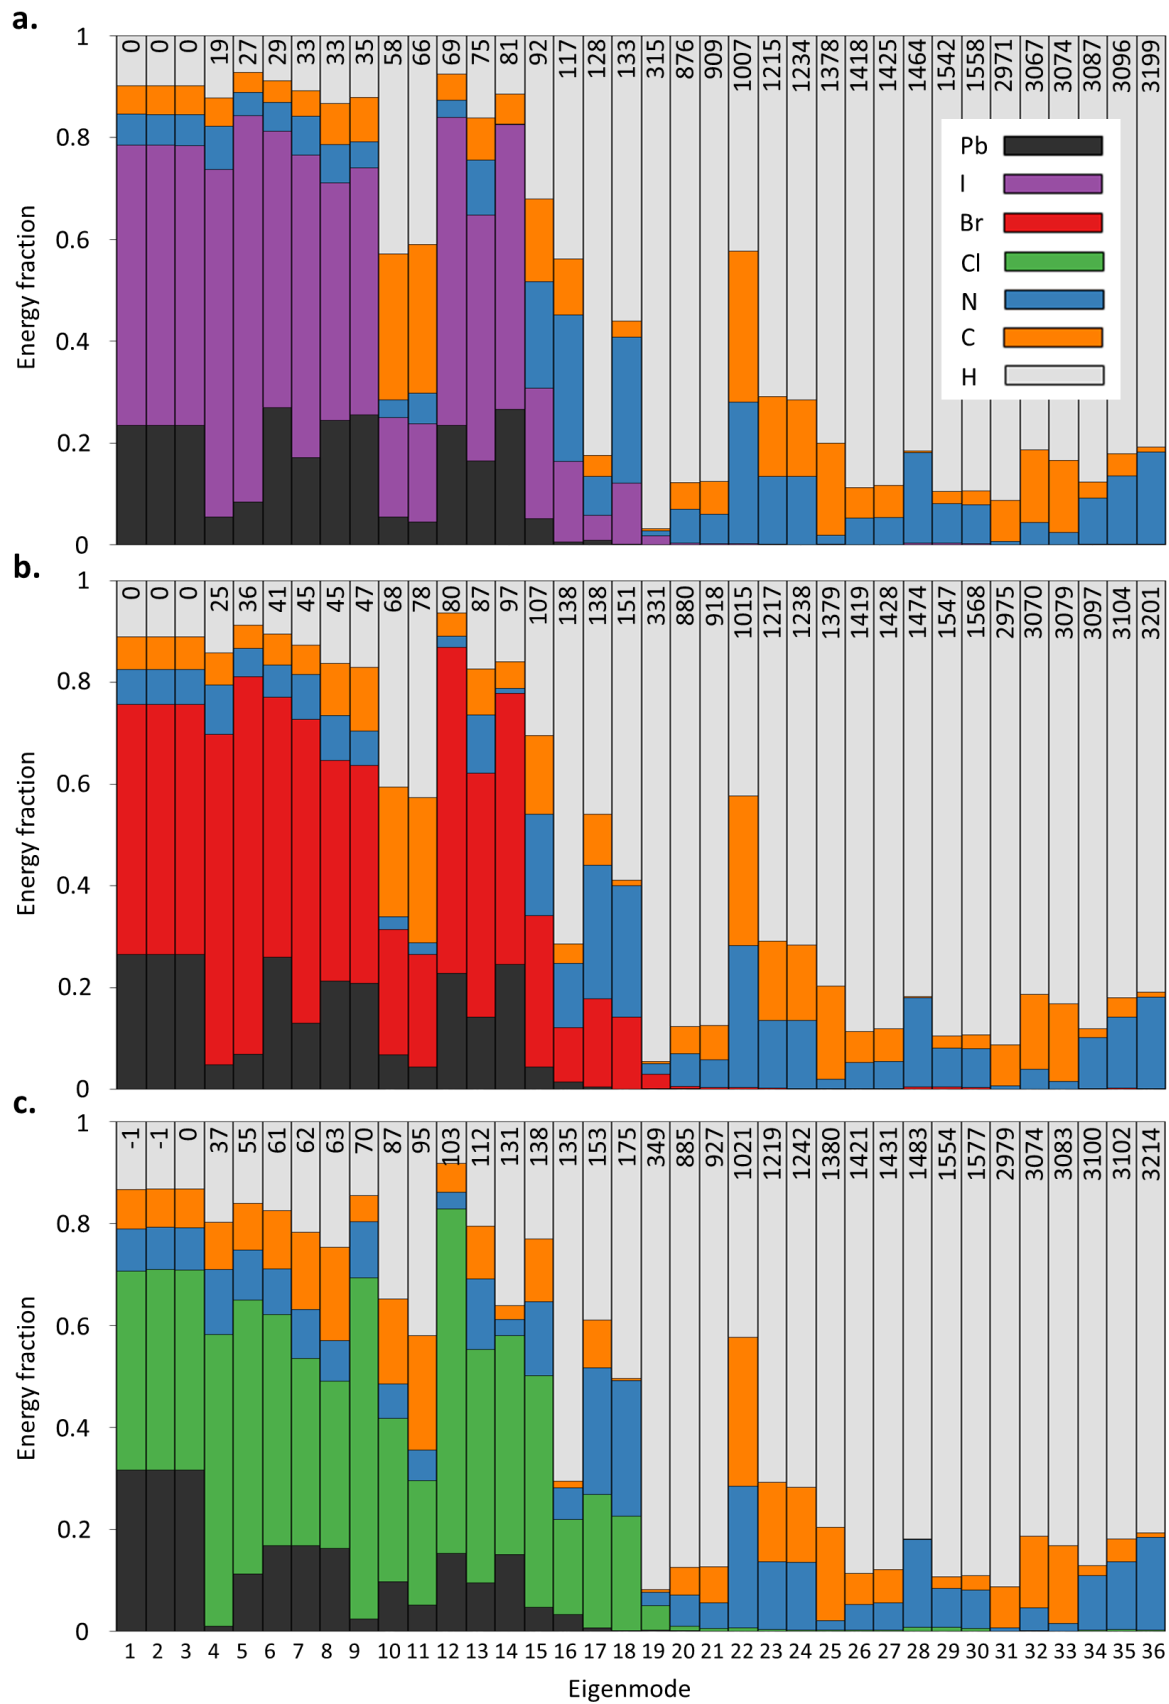 a.
1
0.8
0.6
0.4
0.2
0
Energy fraction
0 0 0 19 27 29 33 33 35 58 66 69 75 81 92 117 128 133 315 876 909 1007 1215 1234 1378 1418 1425 1464 1542 1558 2971 3067 3074 3087 3096 3199
Pb
I
Br
Cl
N
C
H
b.
1
0.8
0.6
0.4
0.2
0
Energy fraction
0 0 0 25 36 41 45 45 47 68 78 80 87 97 107 138 138 151 331 880 918 1015 1217 1238 1379 1419 1428 1474 1547 1568 2975 3070 3079 3097 3104 3201
c.
1
0.8
0.6
0.4
0.2
0
Energy fraction
-1 -1 0 37 55 61 62 63 70 87 95 103 112 131 138 135 153 175 349 885 927 1021 1219 1242 1380 1421 1431 1483 1554 1577 2979 3074 3083 3100 3102 3214
1 2 3 4 5 6 7 8 9 10 11 12 13 14 15 16 17 18 19 20 21 22 23 24 25 26 27 28 29 30 31 32 33 34 35 36
Eigenmode